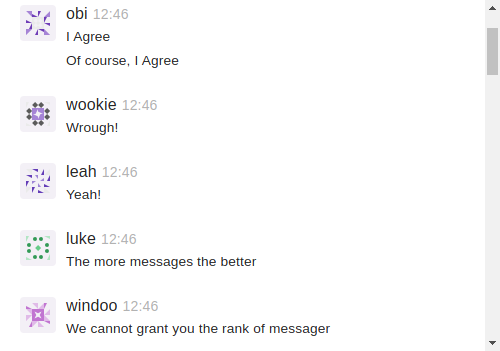 obi 12:46
I Agree
Of course, I Agree
wookie 12:46
Wrough!
leah 12:46
Yeah!
luke 12:46
The more messages the better
windoo 12:46
We cannot grant you the rank of messager